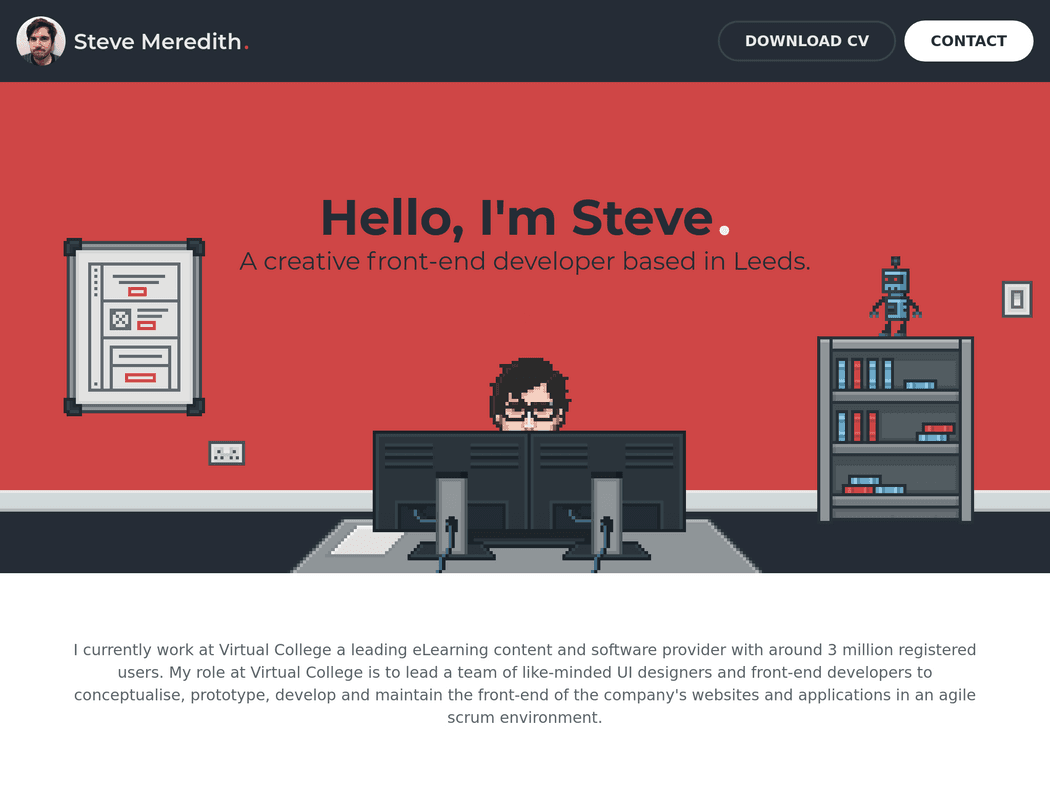 Steve Meredith.
DOWNLOAD CV
CONTACT
Hello, I'm Steve.
A creative front-end developer based in Leeds.
I currently work at Virtual College a leading eLearning content and software provider with around 3 million registered
users. My role at Virtual College is to lead a team of like-minded UI designers and front-end developers to
conceptualise, prototype, develop and maintain the front-end of the company's websites and applications in an agile
scrum environment.